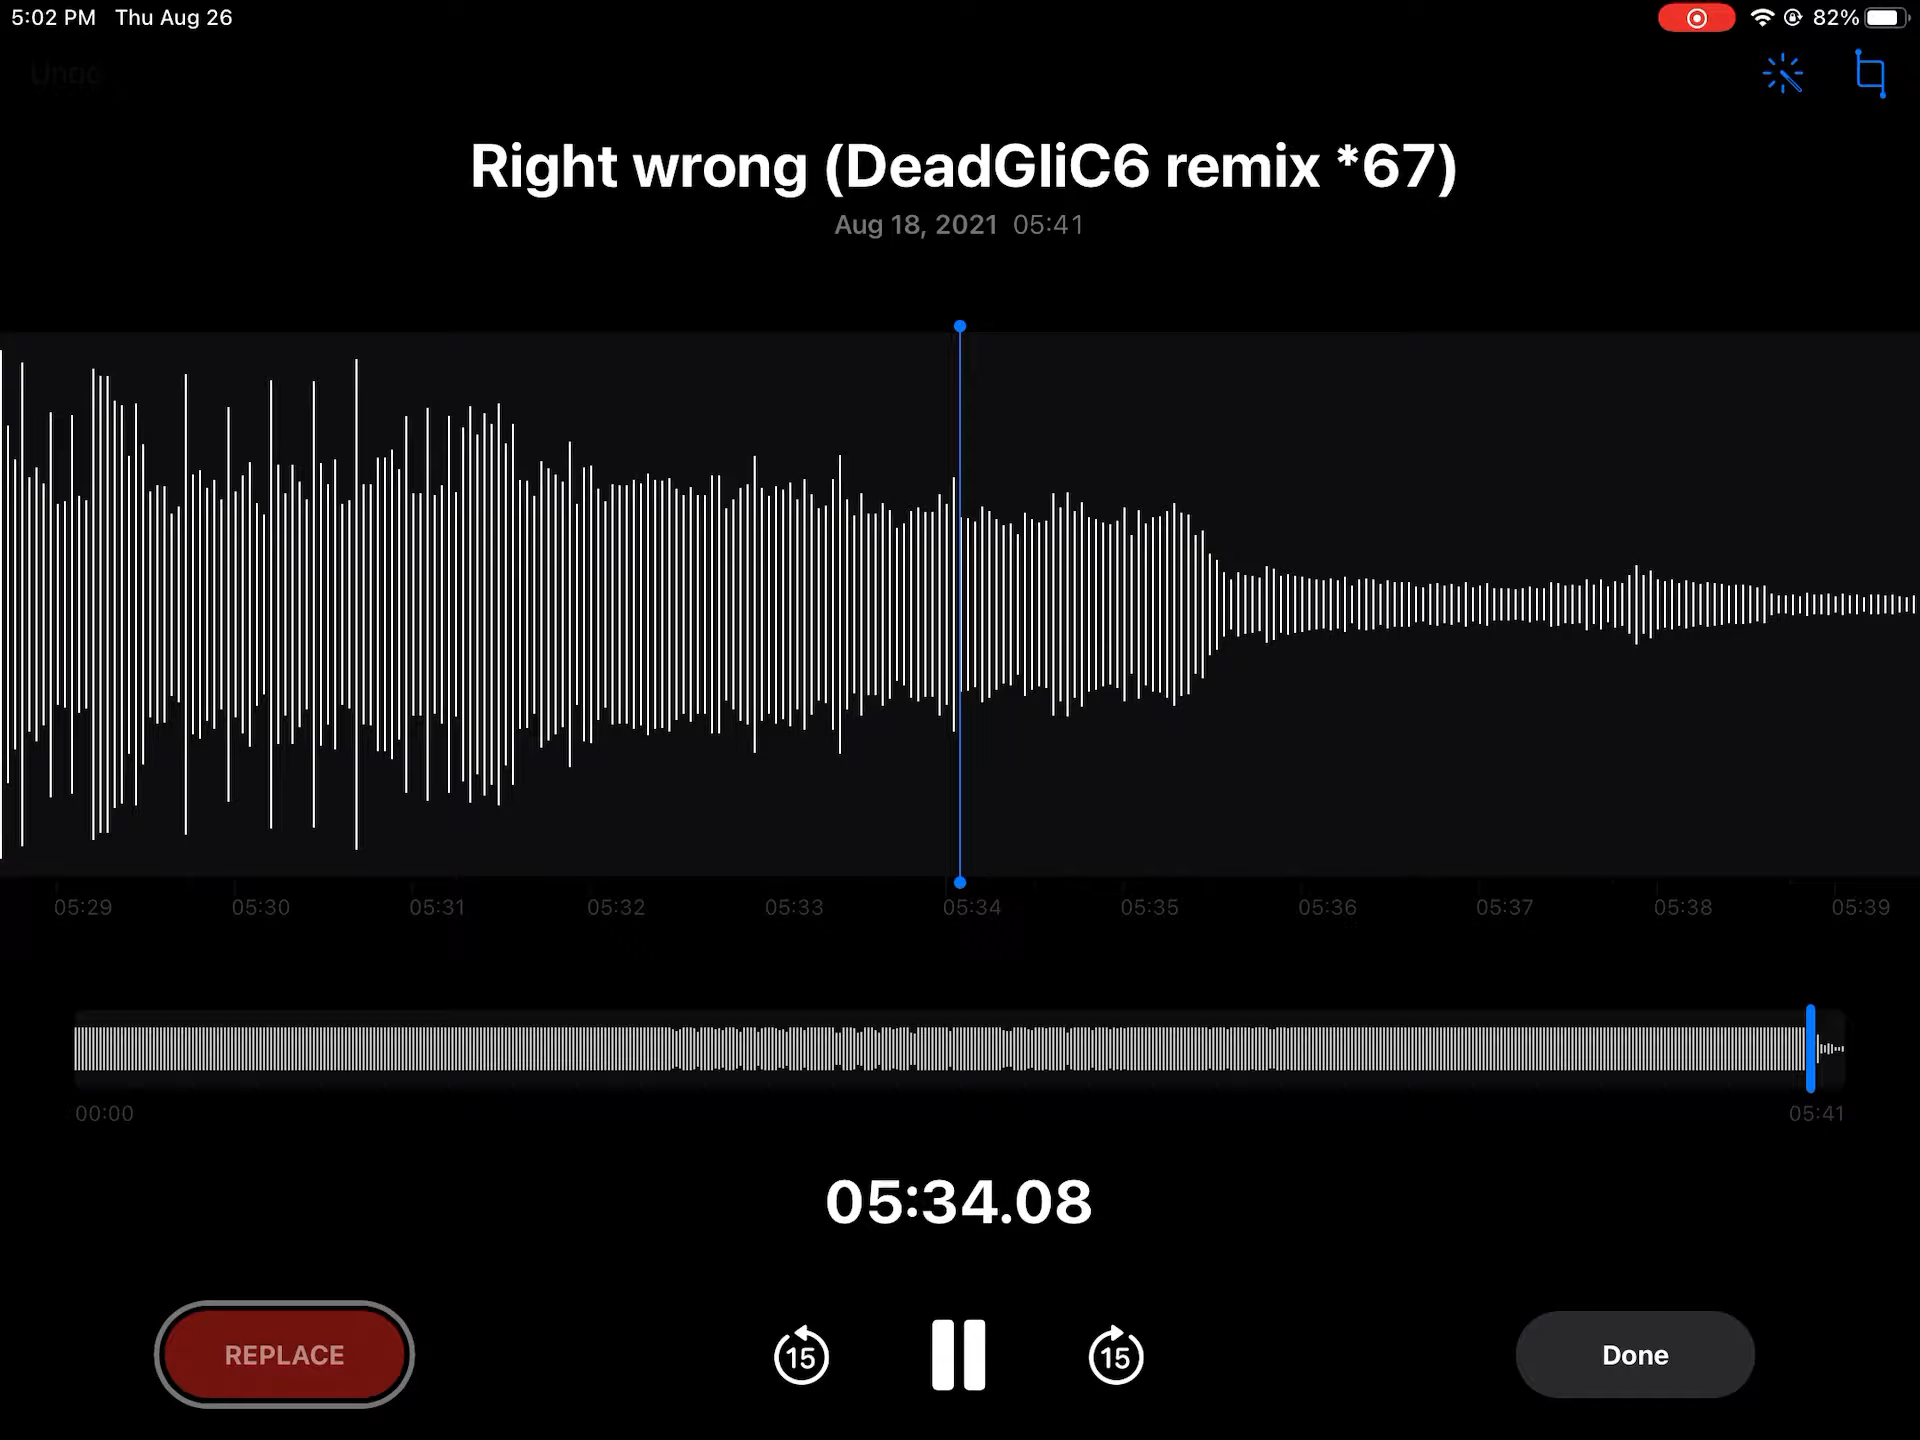 5:02 PM Thu Aug 26 82%
Undo
Right wrong (DeadGliC6 remix *67)
Aug 18, 2021 05:41
05:29 05:30 05:31 05:32 05:33 05:34 05:35 05:36 05:37 05:38 05:39
00:00 05:41
05:34.08
REPLACE 15 15 Done